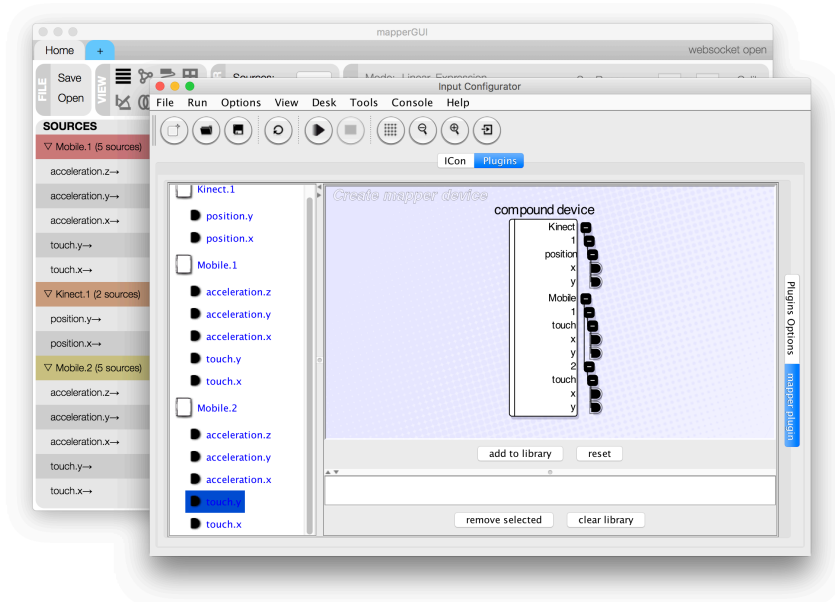 mapperGUI
Home
+
websocket open
FILE
Save
Open
VIEW
Sources:
Mode: Linear Expression
SOURCES
▽ Mobile.1 (5 sources)
acceleration.z→
acceleration.y→
acceleration.x→
touch.y→
touch.x→
▽ Kinect.1 (2 sources)
position.y→
position.x→
▽ Mobile.2 (5 sources)
acceleration.z→
acceleration.y→
acceleration.x→
touch.y→
touch.x→
Input Configurator
File Run Options View Desk Tools Console Help
ICon Plugins
Kinect.1
position.y
position.x
Mobile.1
acceleration.z
acceleration.y
acceleration.x
touch.y
touch.x
Mobile.2
acceleration.z
acceleration.y
acceleration.x
touch.y
touch.x
Create mapper device
compound device
Kinect
1
position
x
y
Mobile
1
touch
x
y
2
touch
x
y
add to library reset
remove selected clear library
Plugins Options
mapper plugin